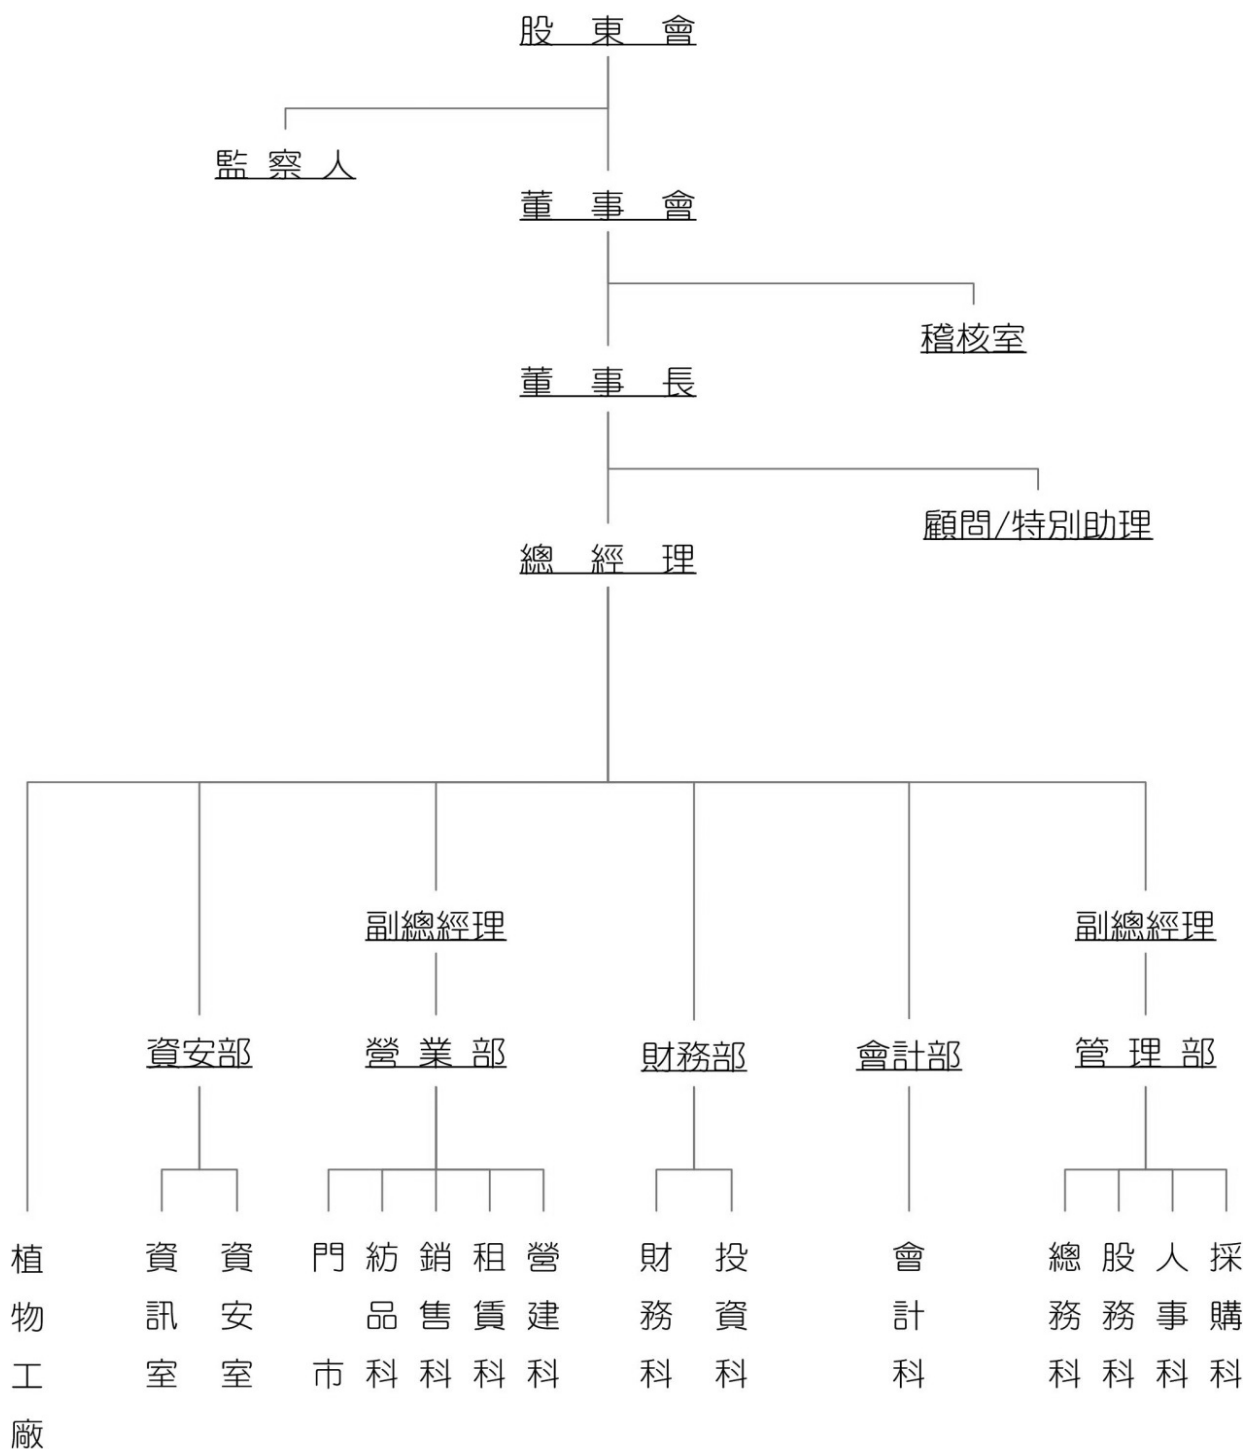 股東會
監察人
董事會
稽核室
董事長
顧問/特別助理
總經理
副總經理
副總經理
資安部
營業部
財務部
會計部
管理部
植物工廠
資訊室
資安室
門市
紡品科
銷售科
租賃科
營建科
財務科
投資科
會計科
總務科
股務科
人事科
採購科